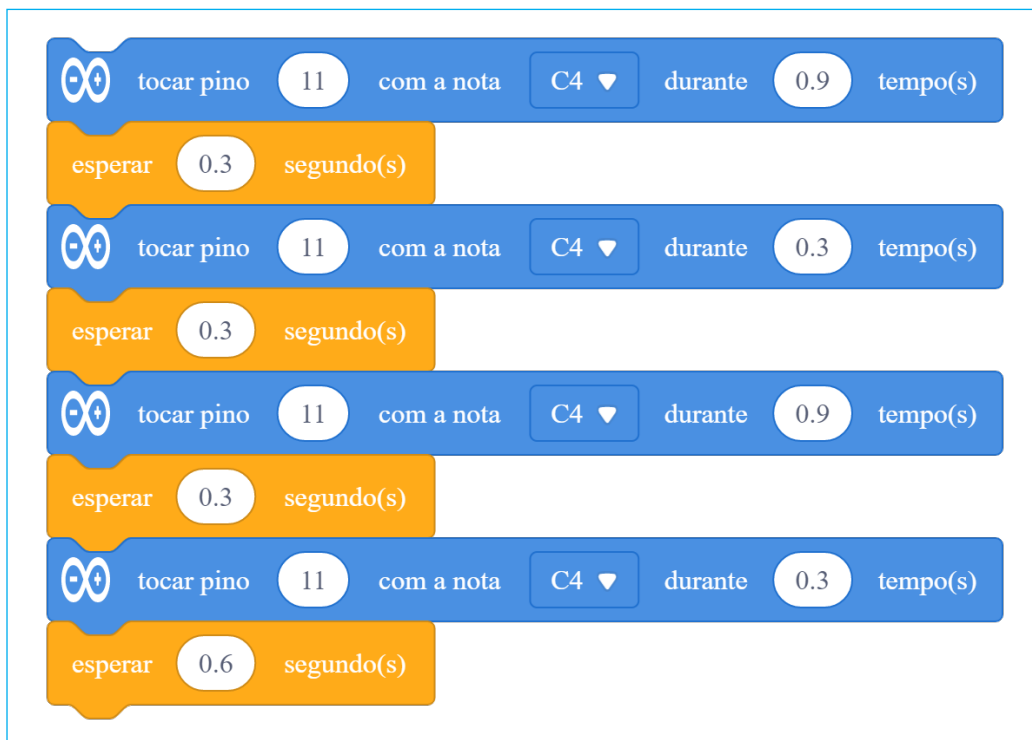 tocar pino 11 com a nota C4 durante 0.9 tempo(s)
esperar 0.3 segundo(s)
tocar pino 11 com a nota C4 durante 0.3 tempo(s)
esperar 0.3 segundo(s)
tocar pino 11 com a nota C4 durante 0.9 tempo(s)
esperar 0.3 segundo(s)
tocar pino 11 com a nota C4 durante 0.3 tempo(s)
esperar 0.6 segundo(s)